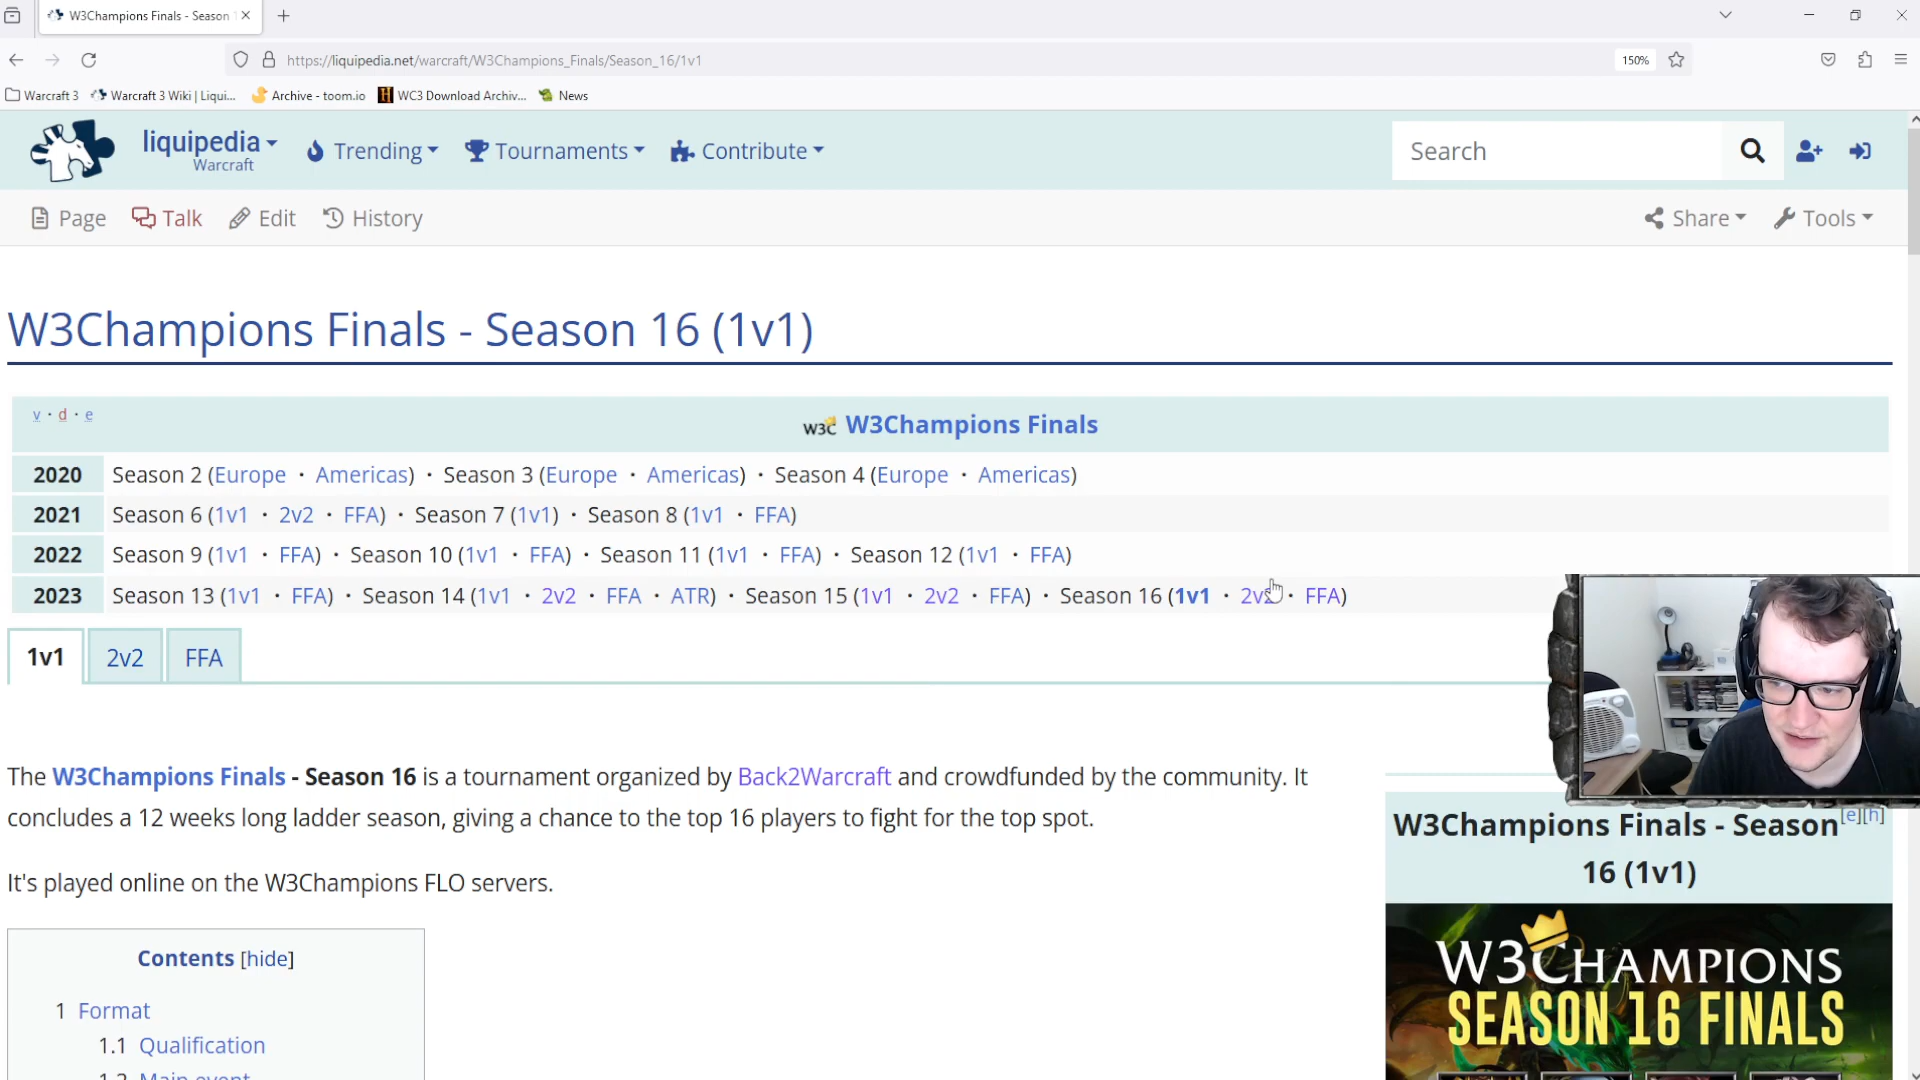 W3Champions Finals - Season 1
https://liquipedia.net/warcraft/W3Champions_Finals/Season_16/1v1
150%
Warcraft 3
Warcraft 3 Wiki | Liqui...
Archive - toom.io
WC3 Download Archiv...
News
liquipedia
Warcraft
Trending
Tournaments
Contribute
Search
Page
Talk
Edit
History
Share
Tools
W3Champions Finals - Season 16 (1v1)
v · d · e
W3C W3Champions Finals
2020 Season 2 (Europe · Americas) · Season 3 (Europe · Americas) · Season 4 (Europe · Americas)
2021 Season 6 (1v1 · 2v2 · FFA) · Season 7 (1v1) · Season 8 (1v1 · FFA)
2022 Season 9 (1v1 · FFA) · Season 10 (1v1 · FFA) · Season 11 (1v1 · FFA) · Season 12 (1v1 · FFA)
2023 Season 13 (1v1 · FFA) · Season 14 (1v1 · 2v2 · FFA · ATR) · Season 15 (1v1 · 2v2 · FFA) · Season 16 (1v1 · 2v2 · FFA)
1v1
2v2
FFA
The W3Champions Finals - Season 16 is a tournament organized by Back2Warcraft and crowdfunded by the community. It
concludes a 12 weeks long ladder season, giving a chance to the top 16 players to fight for the top spot.
It's played online on the W3Champions FLO servers.
Contents [hide]
1 Format
1.1 Qualification
1.2 Main event
[e][h]
W3Champions Finals - Season
16 (1v1)
W3CHAMPIONS
SEASON 16 FINALS